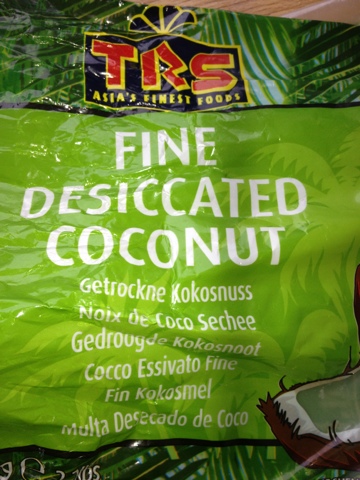 TRS
ASIA'S FINEST FOODS
FINE
DESICCATED
COCONUT
Getrockne Kokosnuss
Noix de Coco Sechee
Gedroogde Kokosnoot
Cocco Essivato Fine
Fin Kokosmel
Multa Desecado de Coco